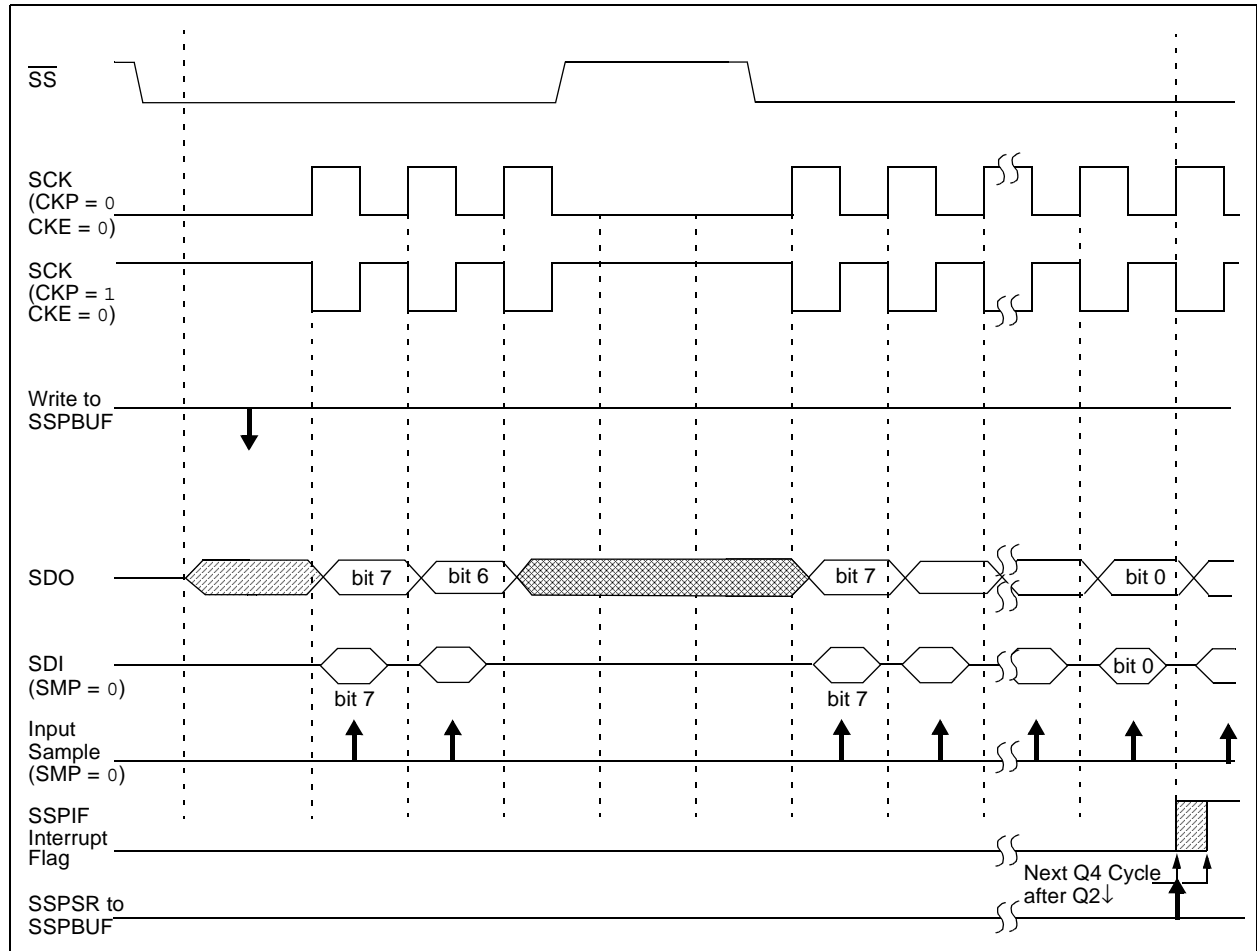 SS
SCK
(CKP = 0
CKE = 0)
SCK
(CKP = 1
CKE = 0)
Write to
SSPBUF
SDO
bit 7
bit 6
bit 7
bit 0
SDI
(SMP = 0)
bit 7
bit 7
bit 0
Input
Sample
(SMP = 0)
SSPIF
Interrupt
Flag
Next Q4 Cycle
after Q2↓
SSPSR to
SSPBUF